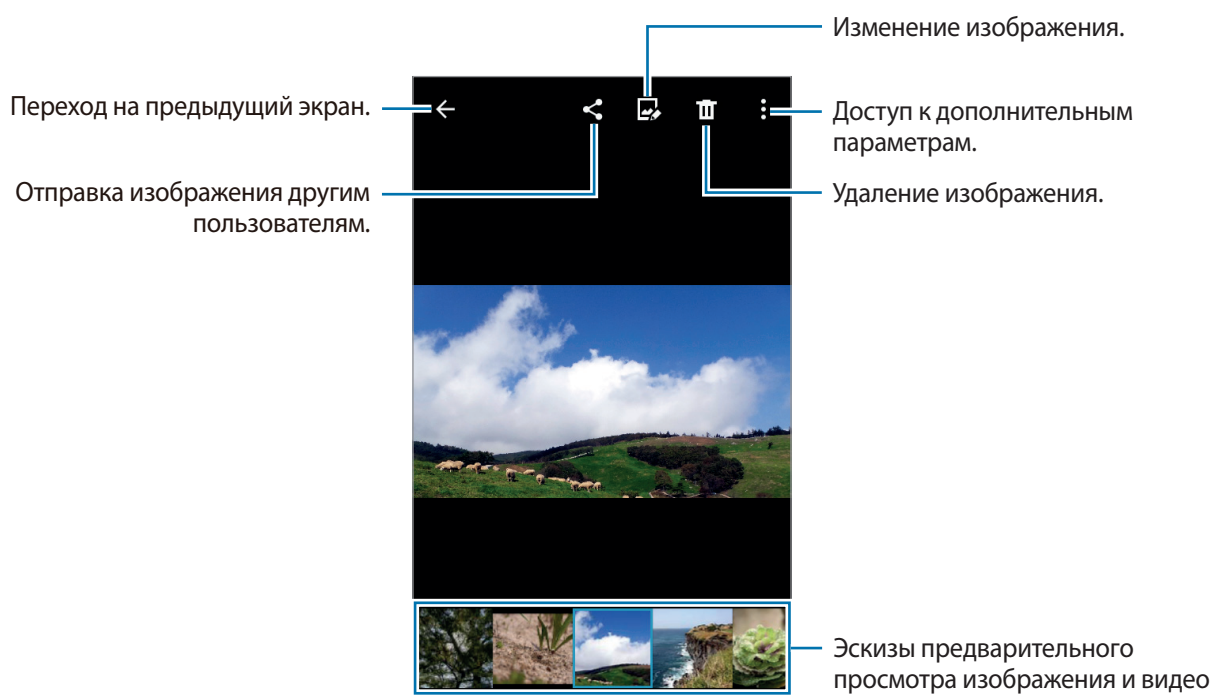 Изменение изображения.
Переход на предыдущий экран.
Доступ к дополнительным
параметрам.
Отправка изображения другим
пользователям.
Удаление изображения.
Эскизы предварительного
просмотра изображения и видео